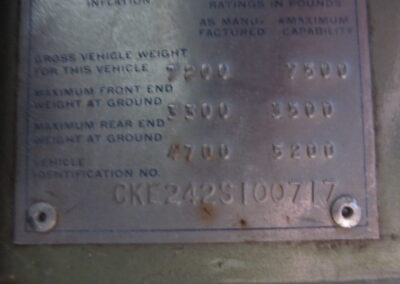 INFLATION RATINGS IN POUNDS
AS MANU- *MAXIMUM
FACTURED CAPABILITY
GROSS VEHICLE WEIGHT
FOR THIS VEHICLE 7200 7500
MAXIMUM FRONT END
WEIGHT AT GROUND 3300 3500
MAXIMUM REAR END
WEIGHT AT GROUND 4700 5200
VEHICLE
IDENTIFICATION NO. CKE242S100717